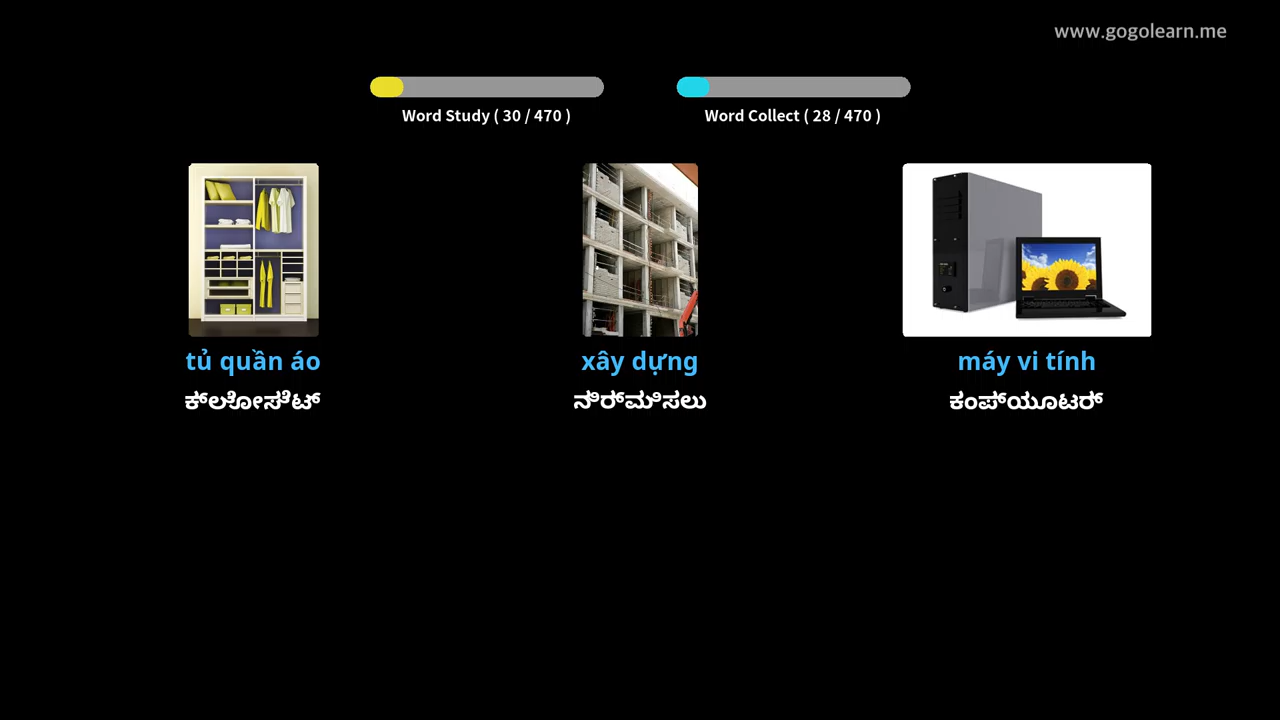 www.gogolearn.me
Word Study ( 30 / 470 )
Word Collect ( 28 / 470 )
tủ quần áo
xây dựng
máy vi tính
ಕ್ಲೋಸೆಟ್
ನಿರ್ಮಿಸಲು
ಕಂಪ್ಯೂಟರ್